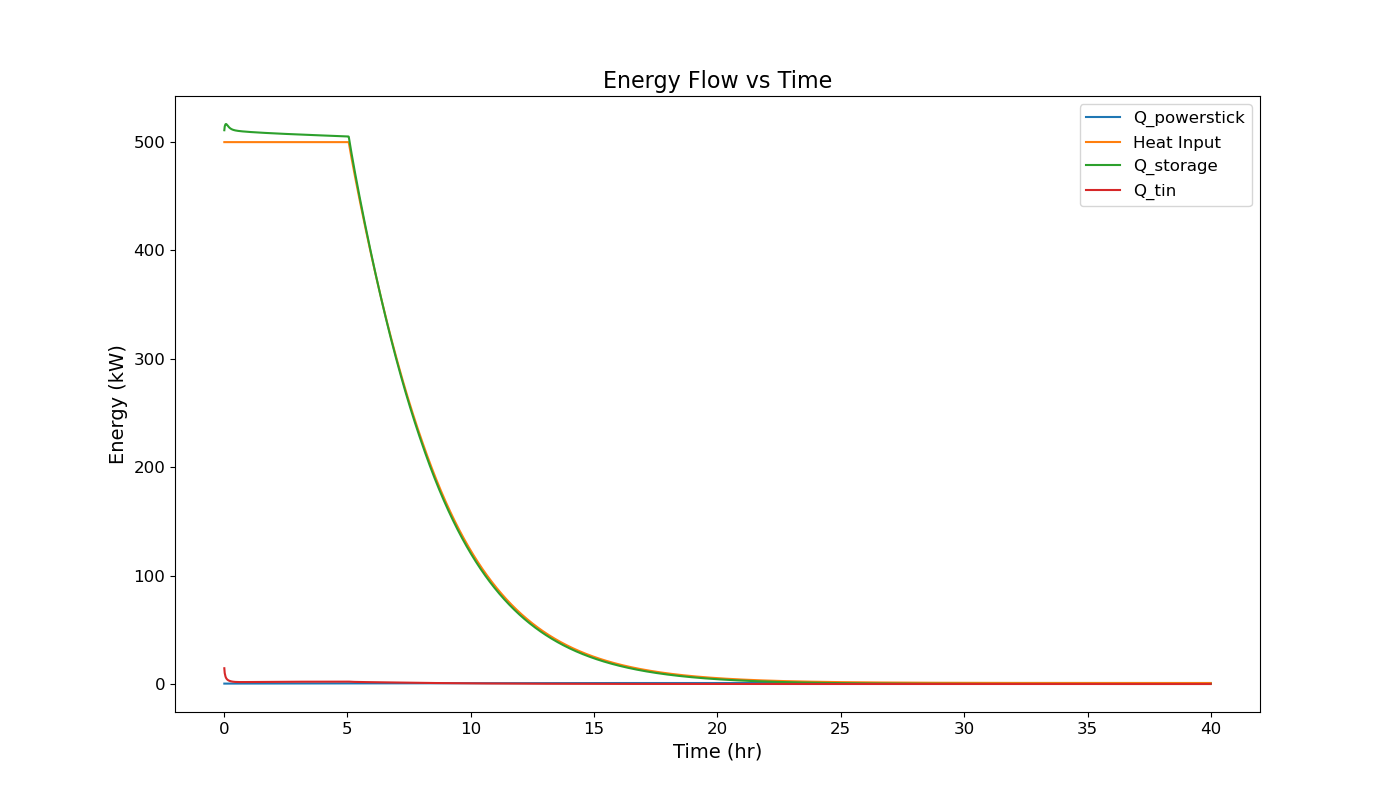 Energy Flow vs Time
Q_powerstick
Heat Input
Q_storage
Q_tin
Energy (kW)
500
400
300
200
100
0
0 5 10 15 20 25 30 35 40
Time (hr)